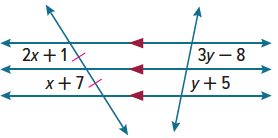 2x + 1 3y − 8
x + 7 y + 5